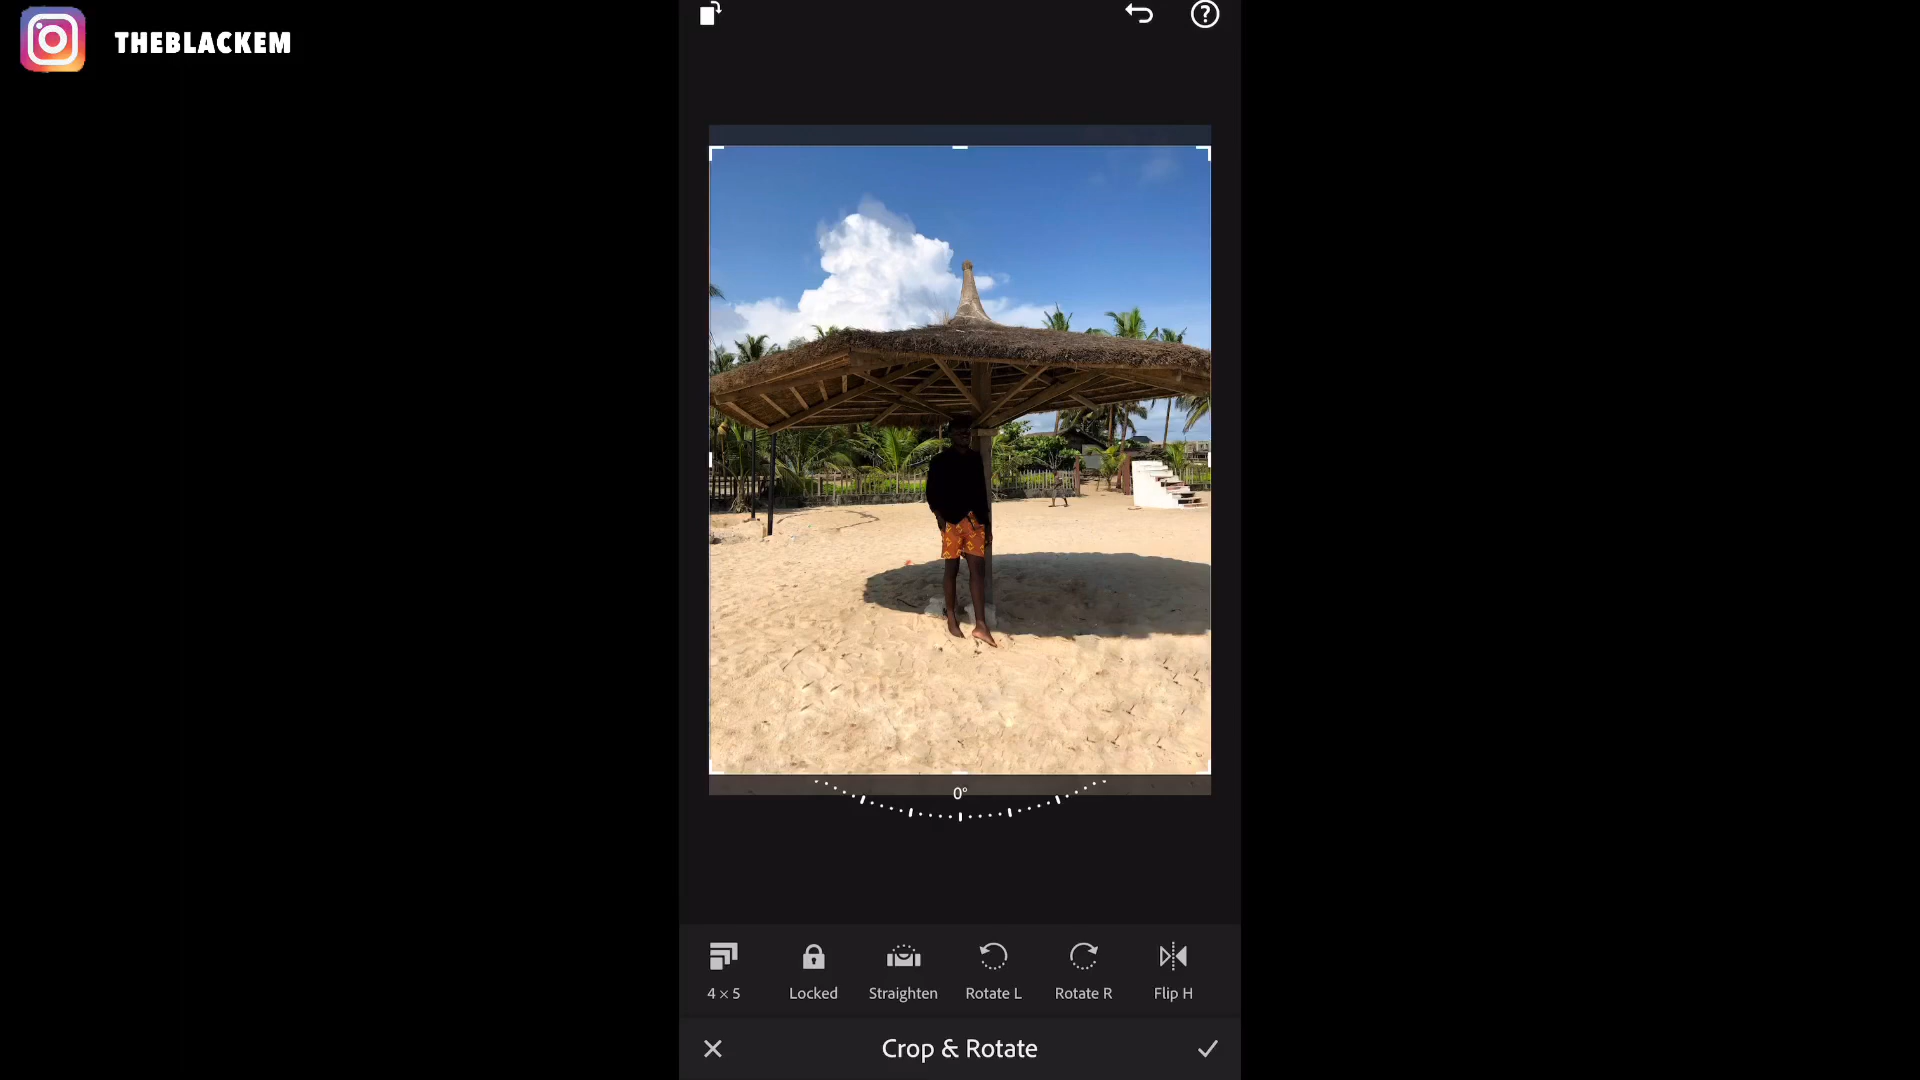 THEBLACKEM
?
0°
4 × 5
Locked
Straighten
Rotate L
Rotate R
Flip H
Crop & Rotate